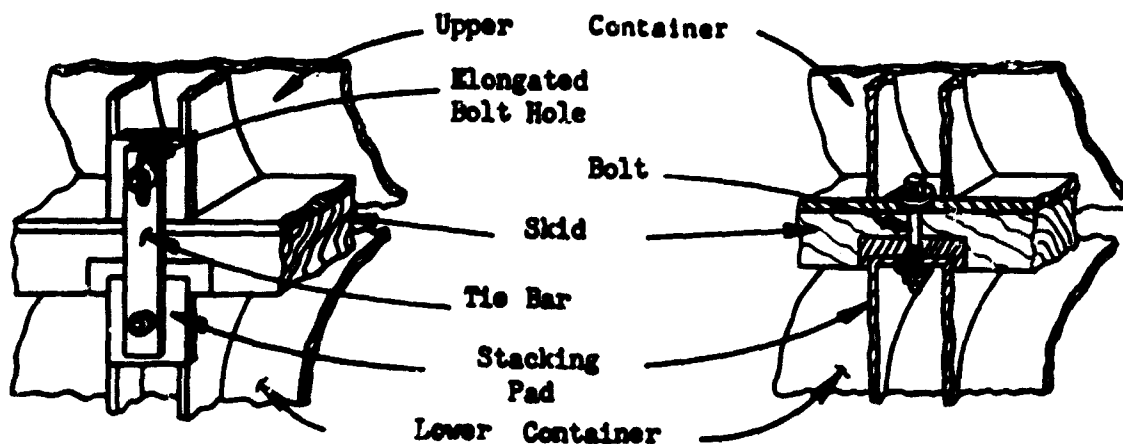 Upper Container
Elongated
Bolt Hole
Bolt
Skid
Tie Bar
Stacking
Pad
Lower Container